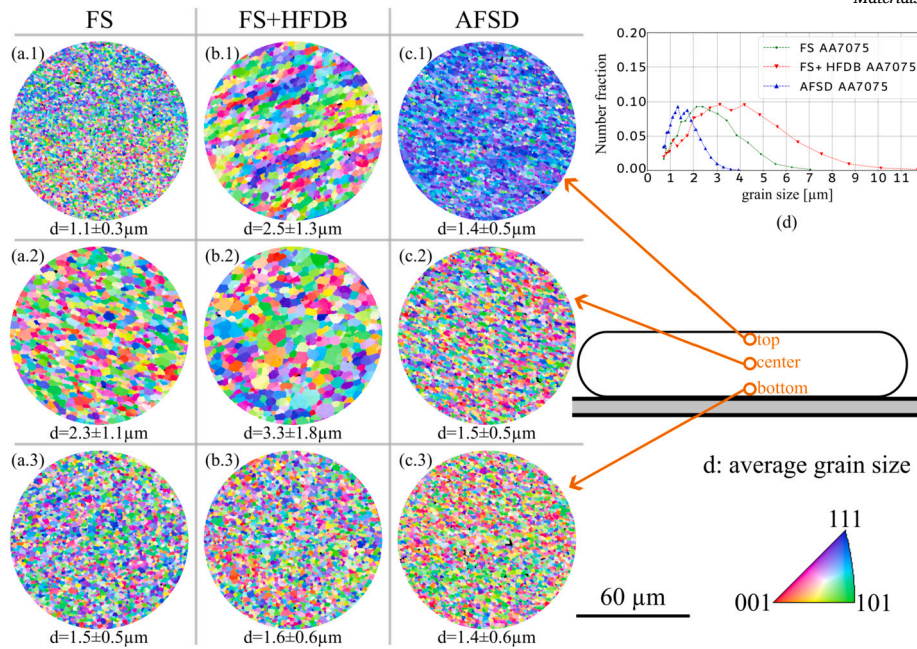 Materials
FS
FS+HFDB
AFSD
(a.1)
(b.1)
(c.1)
d=1.1±0.3µm
d=2.5±1.3µm
d=1.4±0.5µm
0.20
0.15
0.10
0.05
0.00
Number fraction
FS AA7075
FS+ HFDB AA7075
AFSD AA7075
0 1 2 3 4 5 6 7 8 9 10 11
grain size [µm]
(d)
(a.2)
(b.2)
(c.2)
d=2.3±1.1µm
d=3.3±1.8µm
d=1.5±0.5µm
top
center
bottom
(a.3)
(b.3)
(c.3)
d=1.5±0.5µm
d=1.6±0.6µm
d=1.4±0.6µm
d: average grain size
60 µm
111
001
101